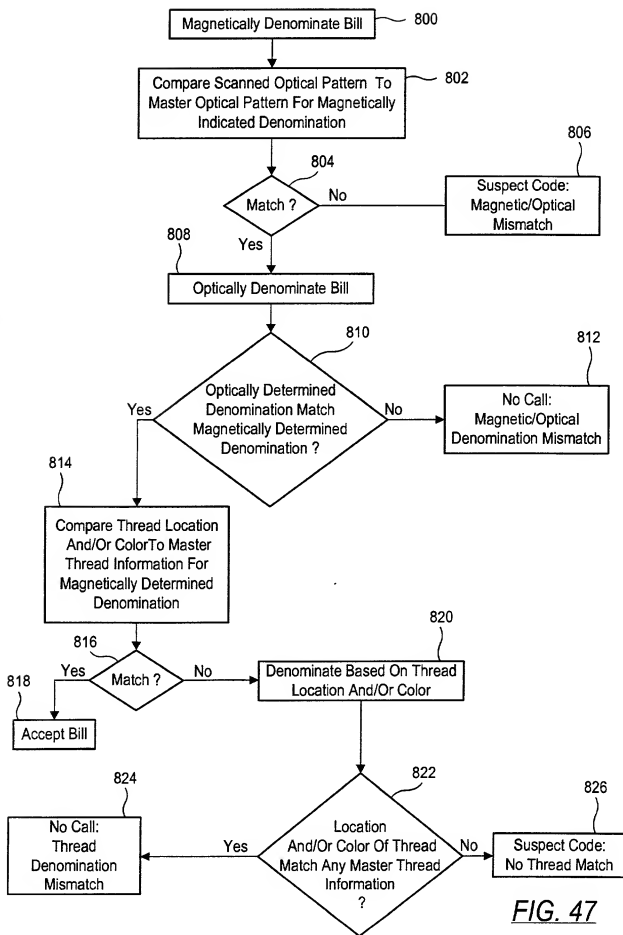 Magnetically Denominate Bill
800
Compare Scanned Optical Pattern To
Master Optical Pattern For Magnetically
Indicated Denomination
802
804
Match ?
No
Yes
806
Suspect Code:
Magnetic/Optical
Mismatch
808
Optically Denominate Bill
810
Optically Determined
Denomination Match
Magnetically Determined
Denomination ?
Yes
No
812
No Call:
Magnetic/Optical
Denomination Mismatch
814
Compare Thread Location
And/Or ColorTo Master
Thread Information For
Magnetically Determined
Denomination
816
Match ?
Yes
No
818
Accept Bill
820
Denominate Based On Thread
Location And/Or Color
822
Location
And/Or Color Of Thread
Match Any Master Thread
Information
?
Yes
No
824
No Call:
Thread
Denomination
Mismatch
826
Suspect Code:
No Thread Match
FIG. 47